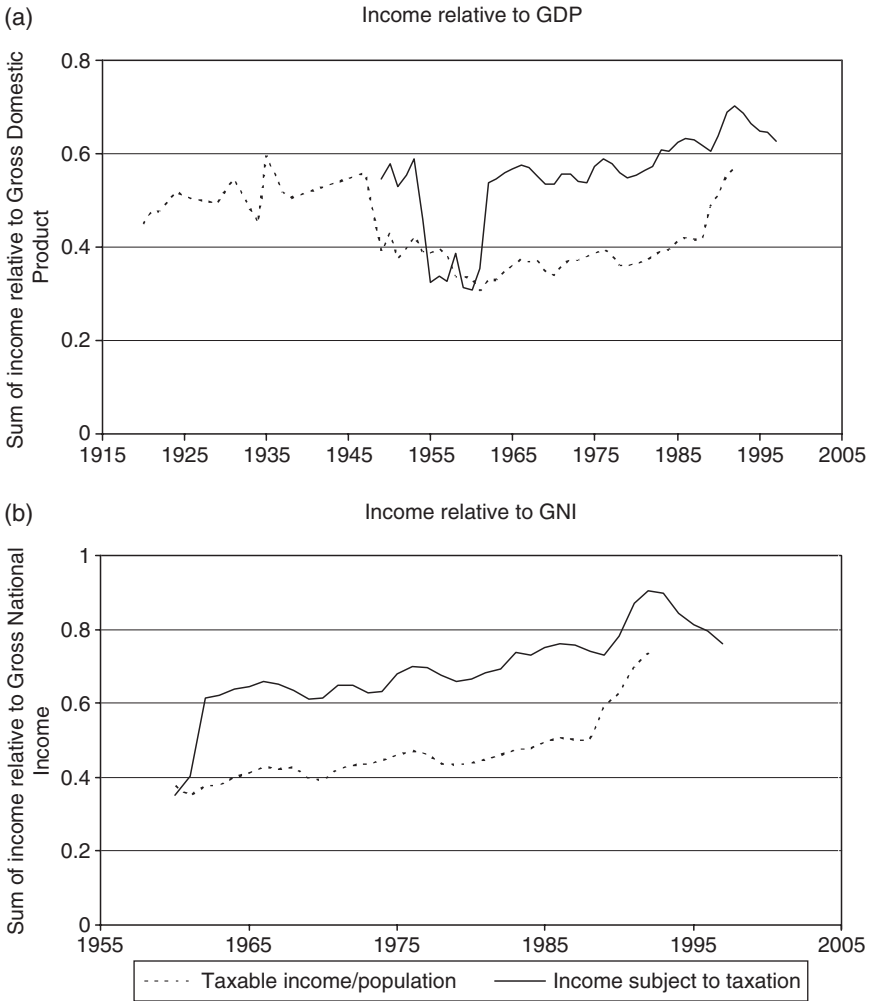 (a)
Income relative to GDP
Sum of income relative to Gross Domestic
Product
0.8
0.6
0.4
0.2
0
1915 1925 1935 1945 1955 1965 1975 1985 1995 2005
(b)
Income relative to GNI
Sum of income relative to Gross National
Income
1
0.8
0.6
0.4
0.2
0
1955 1965 1975 1985 1995 2005
Taxable income/population Income subject to taxation